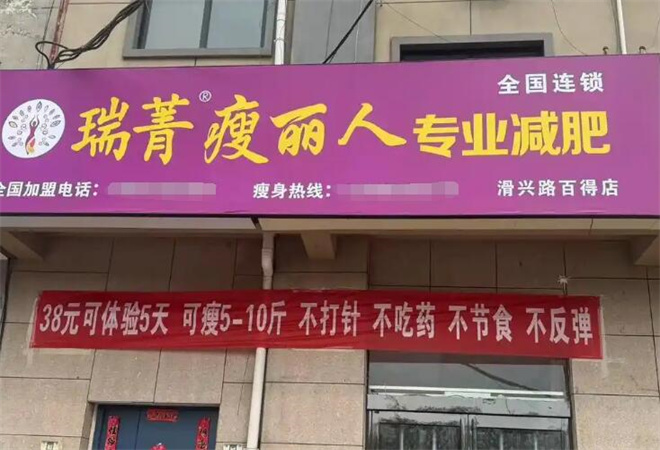 全国连锁
瑞菁®瘦丽人专业减肥
全国加盟电话：
瘦身热线：
滑兴路百得店
38元可体验5天 可瘦5-10斤 不打针 不吃药 不节食 不反弹